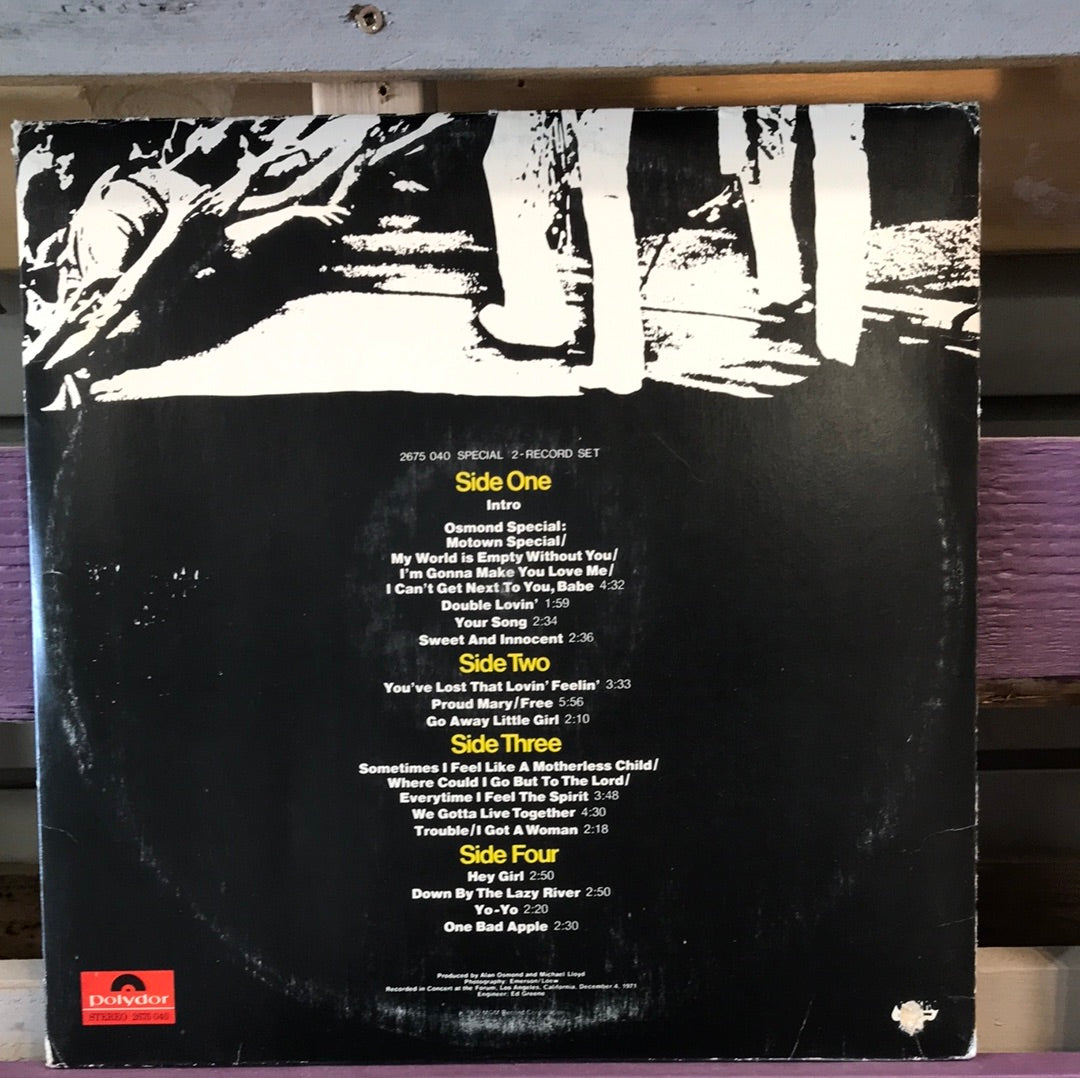 2675 040 SPECIAL 2-RECORD SET
Side One
Intro
Osmond Special:
Motown Special/
My World is Empty Without You/
I'm Gonna Make You Love Me/
I Can't Get Next To You, Babe 4:32
Double Lovin' 1:59
Your Song 2:34
Sweet And Innocent 2:36
Side Two
You've Lost That Lovin' Feelin' 3:33
Proud Mary/Free 5:56
Go Away Little Girl 2:10
Side Three
Sometimes I Feel Like A Motherless Child/
Where Could I Go But To The Lord/
Everytime I Feel The Spirit 3:48
We Gotta Live Together 4:30
Trouble/I Got A Woman 2:18
Side Four
Hey Girl 2:50
Down By The Lazy River 2:50
Yo-Yo 2:20
One Bad Apple 2:30
Produced by Alan Osmond and Michael Lloyd
Photography: Emerson/Loew
Recorded in Concert at the Forum, Los Angeles, California, December 4, 1971
Engineer: Ed Greene
1972 MGM Record Corporation
polydor
STEREO 2675 040